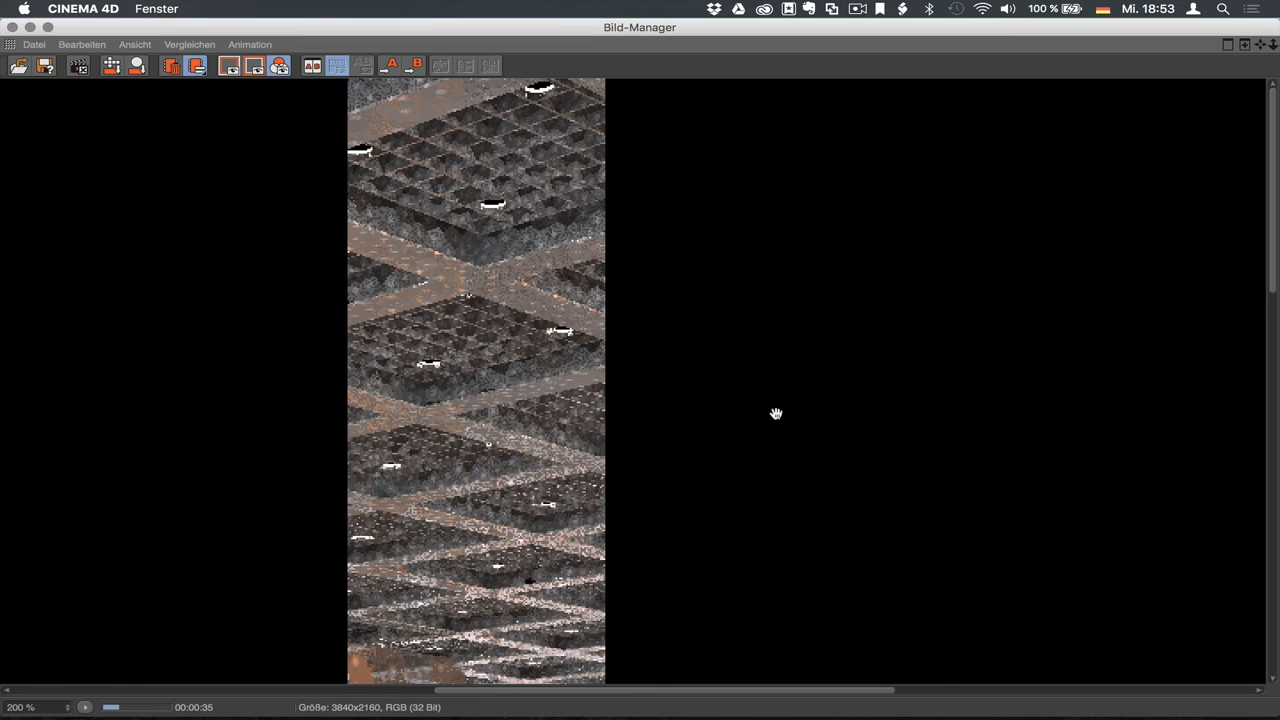 CINEMA 4D Fenster 100 % Mi. 18:53
Bild-Manager
Datei Bearbeiten Ansicht Vergleichen Animation
A B AB A B
200 % 00:00:35 Größe: 3840x2160, RGB (32 Bit)